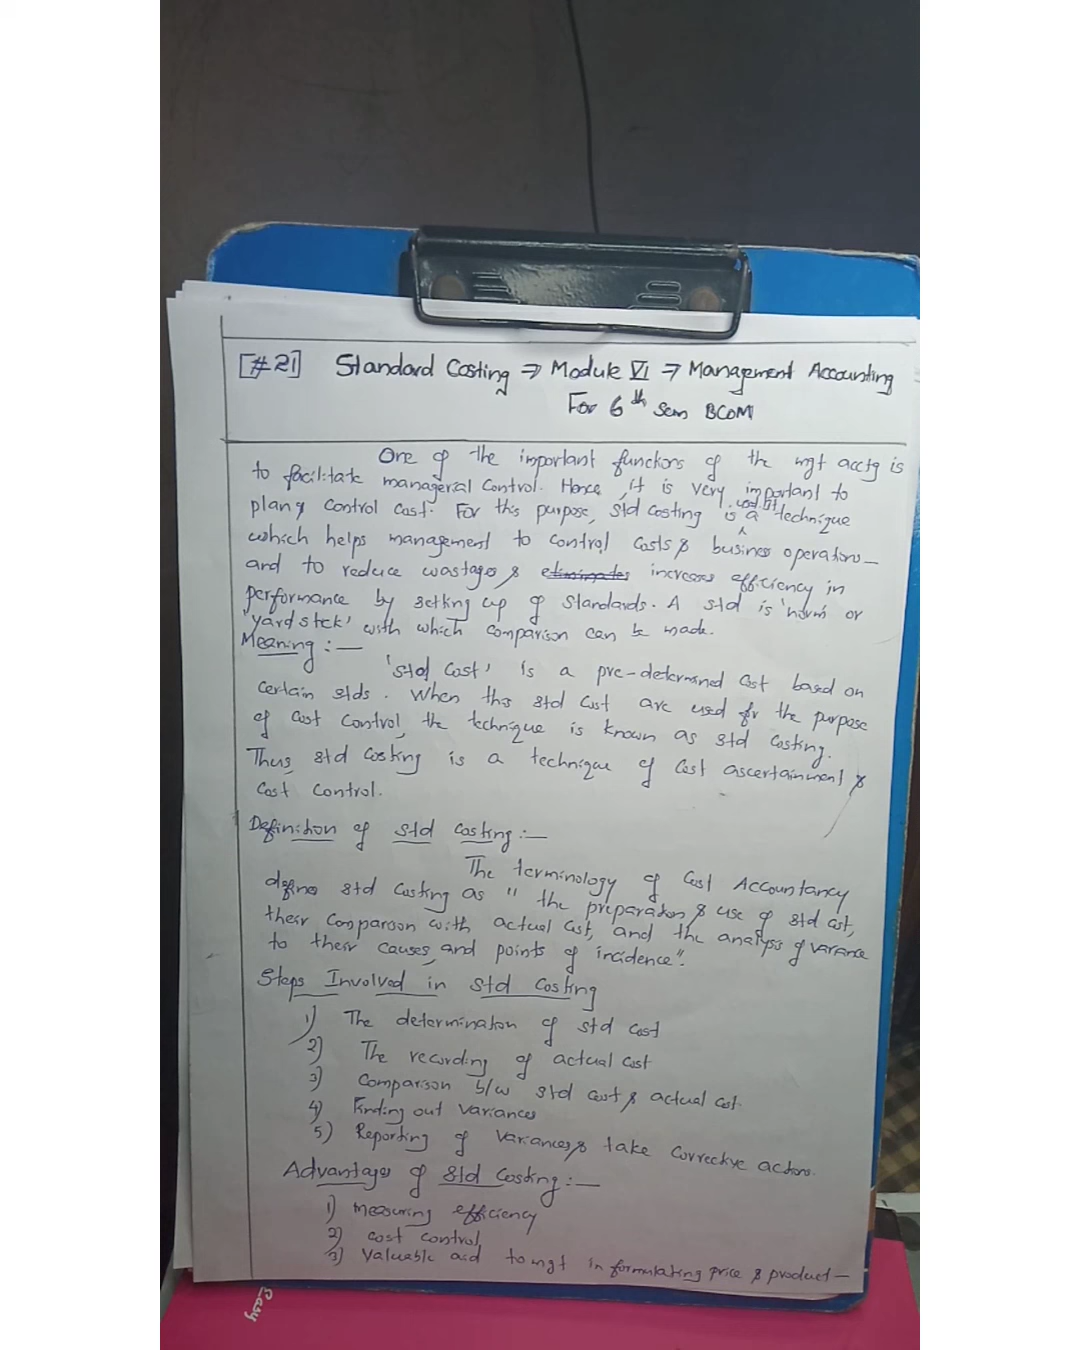 [#21] Standard Costing → Module VI → Management Accounting
For 6th Sem BCOM
One of the important functions of the mgt acctg is
to facilitate managerial Control. Hence, it is very important to
plan & Control Cost. For this purpose, Std Costing is a useful technique
which helps management to control Costs & business operations
and to reduce wastages & eliminates increases efficiency in
performance by setting up of Standards. A std is 'norm' or
'yard stick' with which comparison can be made.
Meaning :—
'Std Cost' is a pre-determined Cost based on
Certain stds. When this std Cost are used for the purpose
of Cost Control, the technique is known as std Costing.
Thus, std Costing is a technique of Cost ascertainment &
Cost Control.
Definition of std Costing :—
The terminology of Cost Accountancy
defines std Costing as "the preparation & use of std cost,
their Comparison with actual Cost, and the analysis of variance
to their causes, and points of incidence".
Steps Involved in std Costing
1) The determination of std Cost
2) The recording of actual Cost
3) Comparison b/w std Cost & actual Cost.
4) Finding out Variances
5) Reporting of Variances & take Corrective actions.
Advantages of Std Costing :—
1) Measuring efficiency
2) Cost Control
3) Valuable aid to mgt in formulating price & product —
Easy